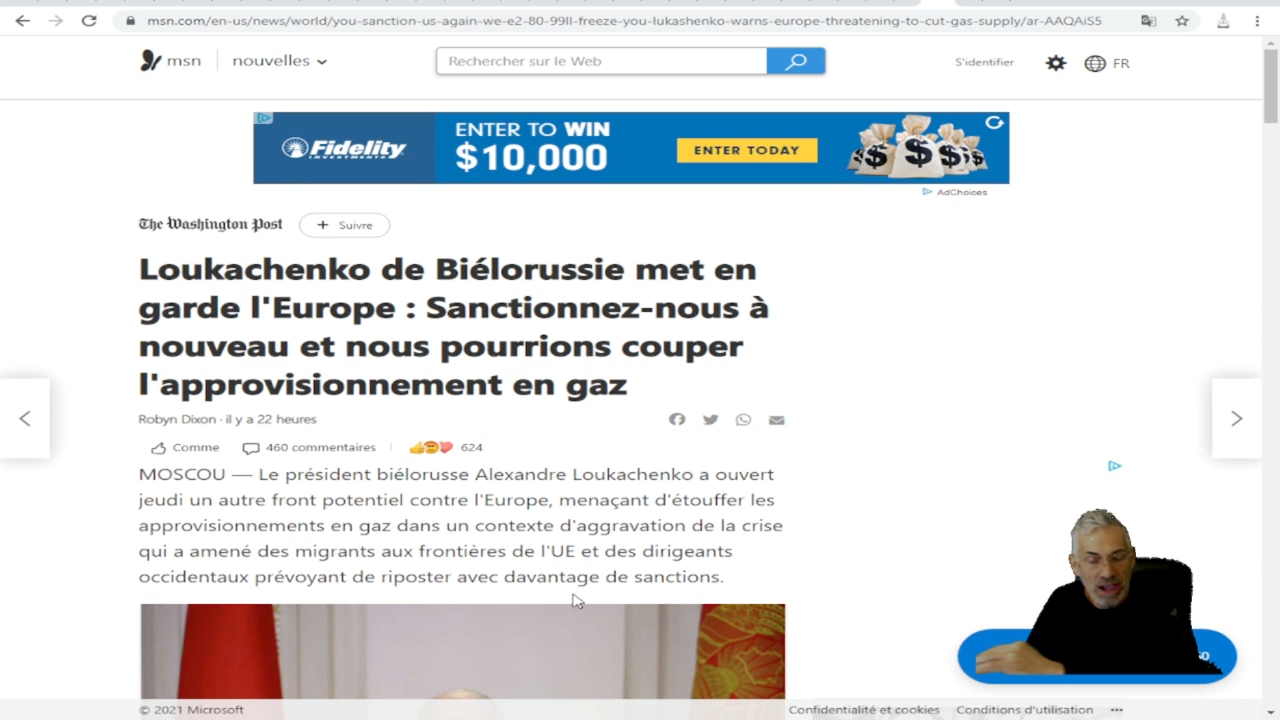 msn.com/en-us/news/world/you-sanction-us-again-we-e2-80-99ll-freeze-you-lukashenko-warns-europe-threatening-to-cut-gas-supply/ar-AAQAiS5
msn
nouvelles
Rechercher sur le Web
S'identifier
FR
Fidelity
INVESTMENTS
ENTER TO WIN
$10,000
ENTER TODAY
$ $ $
AdChoices
The Washington Post
+ Suivre
Loukachenko de Biélorussie met en
garde l'Europe : Sanctionnez-nous à
nouveau et nous pourrions couper
l'approvisionnement en gaz
Robyn Dixon · il y a 22 heures
Comme
460 commentaires
624
MOSCOU — Le président biélorusse Alexandre Loukachenko a ouvert
jeudi un autre front potentiel contre l'Europe, menaçant d'étouffer les
approvisionnements en gaz dans un contexte d'aggravation de la crise
qui a amené des migrants aux frontières de l'UE et des dirigeants
occidentaux prévoyant de riposter avec davantage de sanctions.
© 2021 Microsoft
Confidentialité et cookies
Conditions d'utilisation